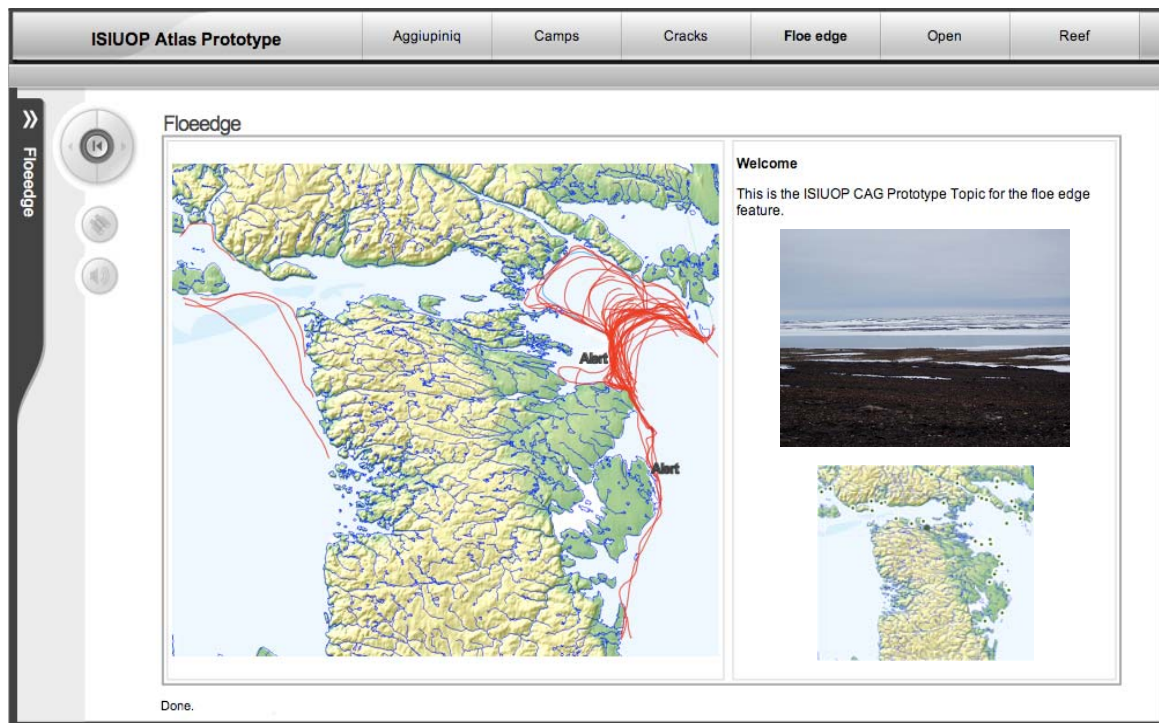 ISIUOP Atlas Prototype
Aggiupiniq
Camps
Cracks
Floe edge
Open
Reef
Floeedge
Floeedge
Alert
Alert
Welcome
This is the ISIUOP CAG Prototype Topic for the floe edge
feature.
Done.